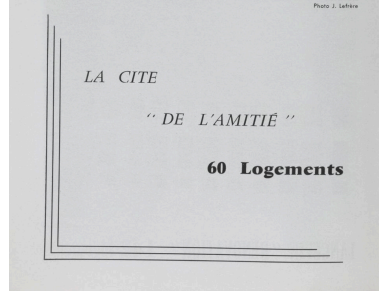 Photo J. Lefrère
LA CITE
" DE L'AMITIÉ "
60 Logements